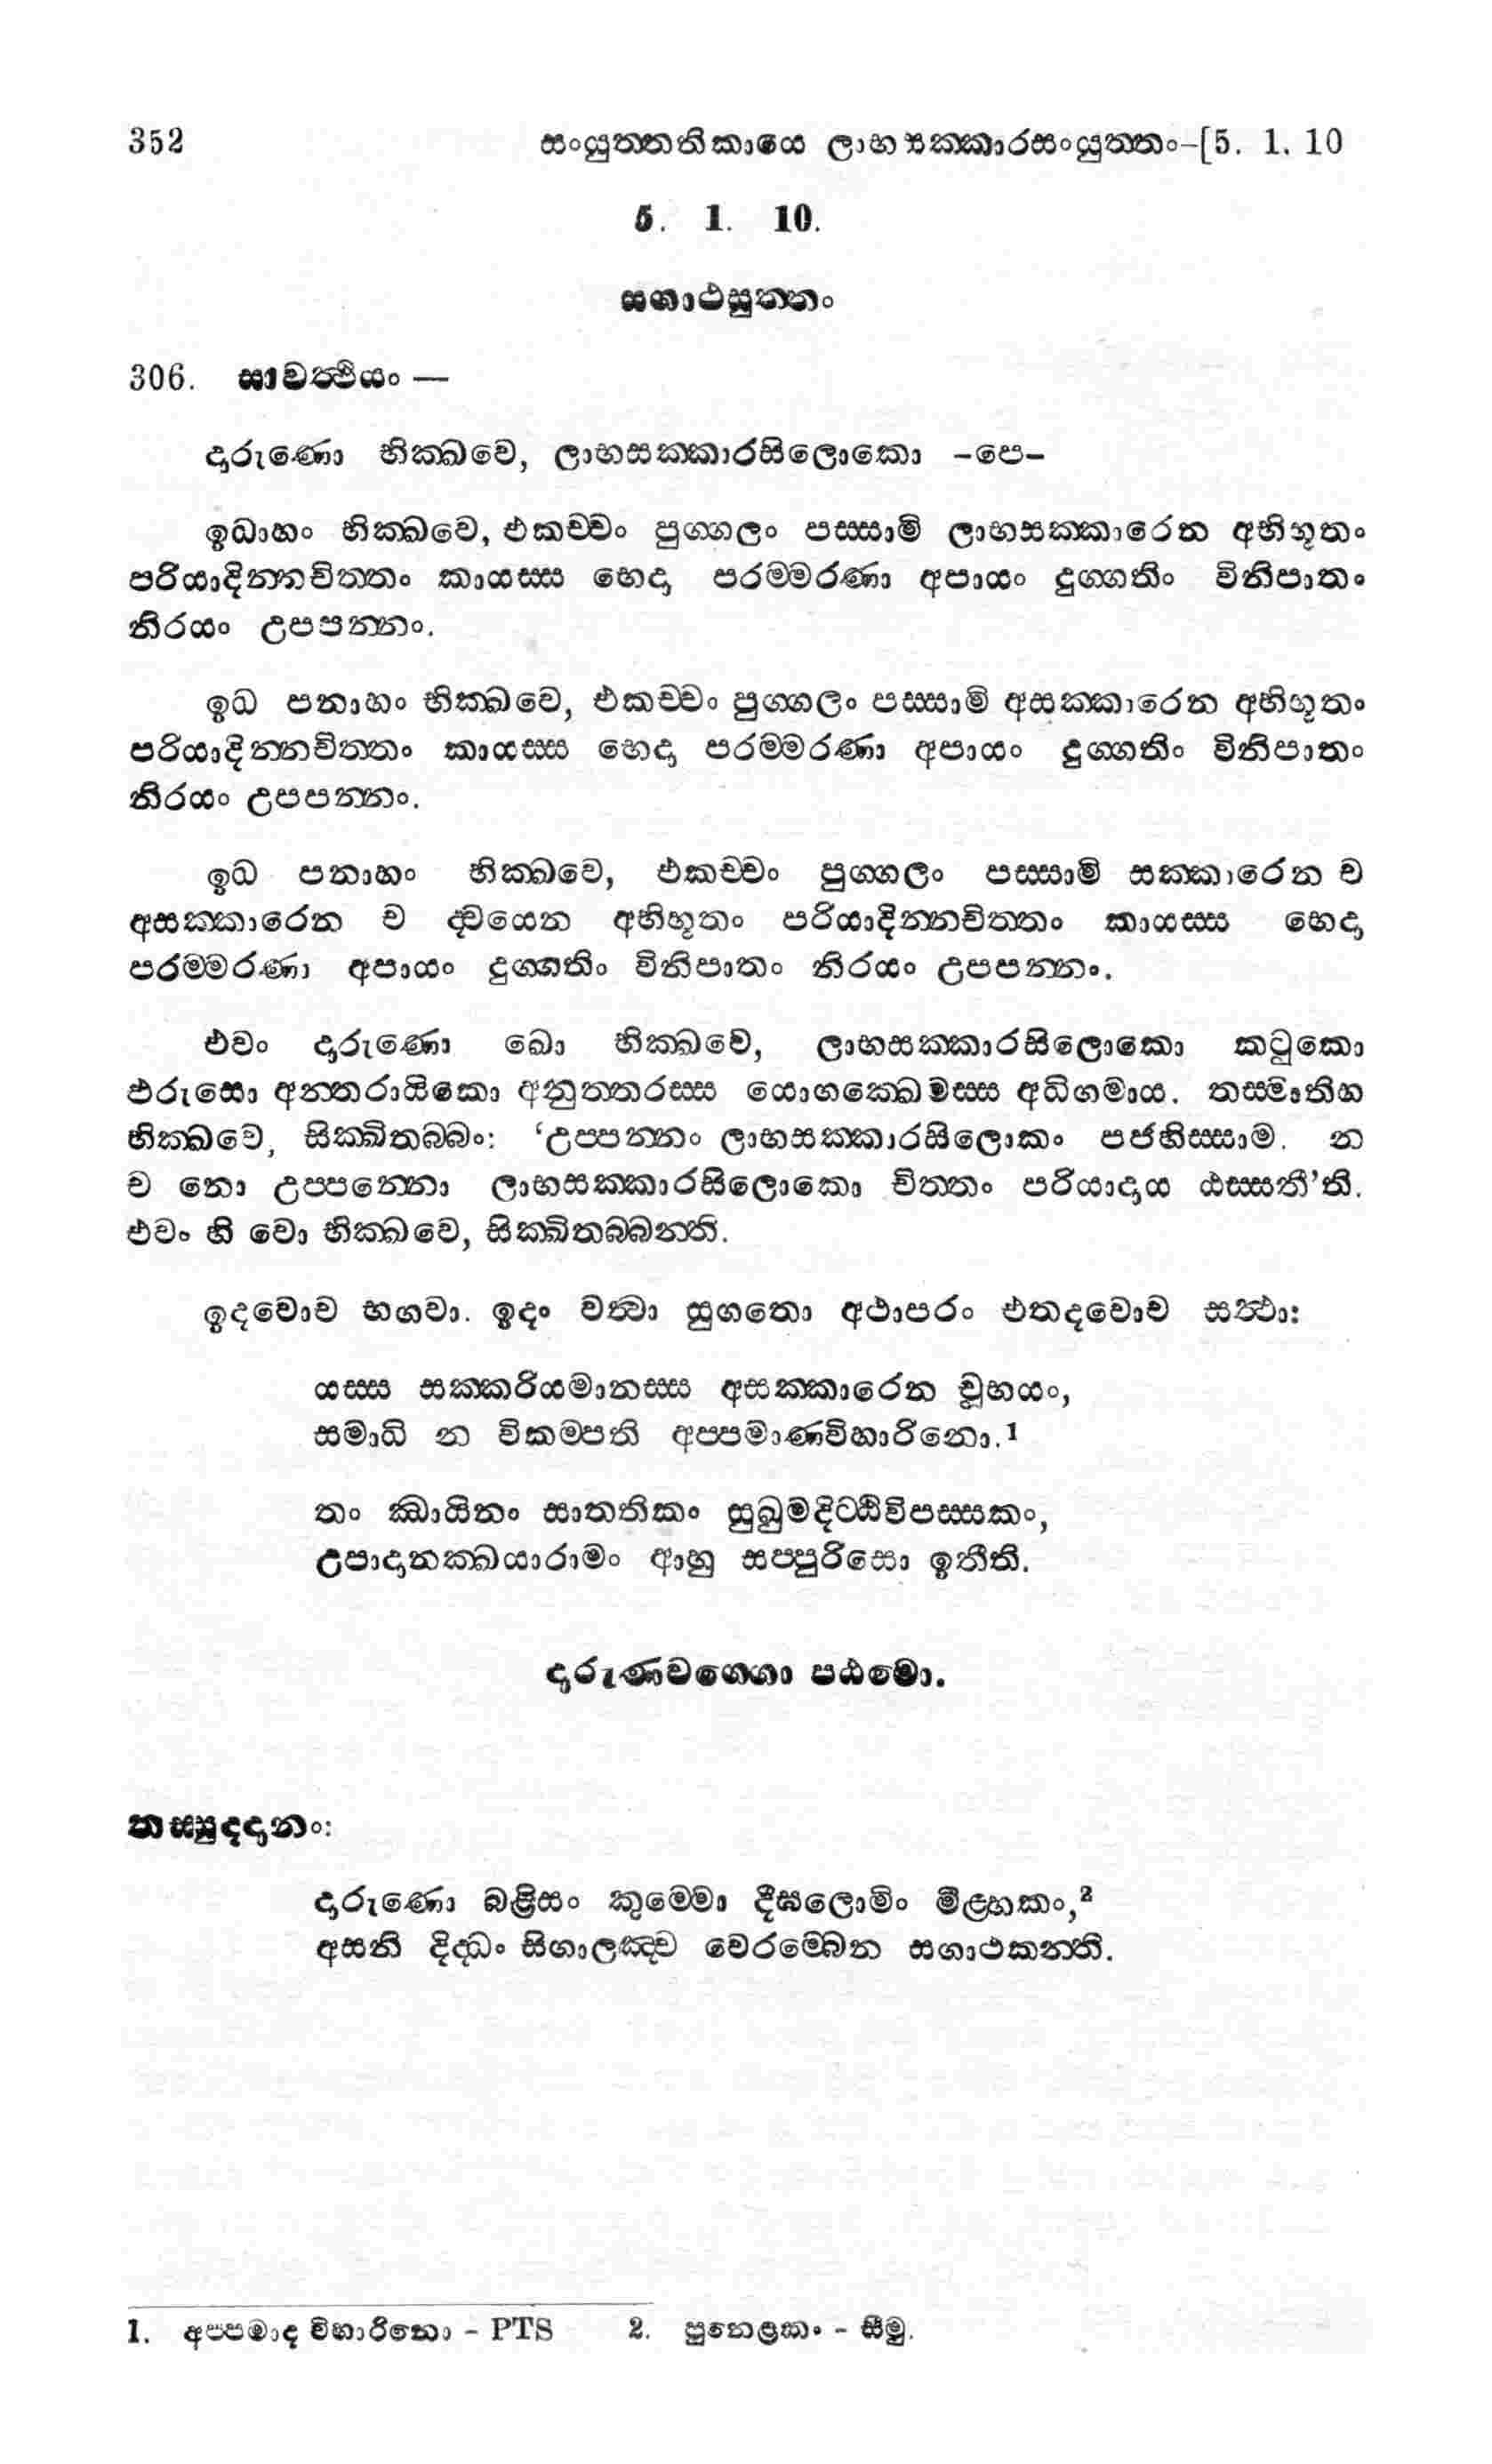 352 සංයුත්තනිකායෙ ලාභසක්කාරසංයුත්තං–[5. 1. 10
5. 1. 10.
සගාථසුත්තං
306. සාවත්ථියං —
දාරුණො භික්ඛවෙ, ලාභසක්කාරසිලොකො –පෙ–
ඉධාහං භික්ඛවෙ, එකච්චං පුග්ගලං පස්සාමි ලාභසක්කාරෙන අභිභූතං
පරියාදින්නචිත්තං කායස්ස භෙදා පරම්මරණා අපායං දුග්ගතිං විනිපාතං
නිරයං උපපන්නං.
ඉධ පනාහං භික්ඛවෙ, එකච්චං පුග්ගලං පස්සාමි අසක්කාරෙන අභිභූතං
පරියාදින්නචිත්තං කායස්ස භෙදා පරම්මරණා අපායං දුග්ගතිං විනිපාතං
නිරයං උපපන්නං.
ඉධ පනාහං භික්ඛවෙ, එකච්චං පුග්ගලං පස්සාමි සක්කාරෙන ච
අසක්කාරෙන ච ද්වයෙන අභිභූතං පරියාදින්නචිත්තං කායස්ස භෙදා
පරම්මරණා අපායං දුග්ගතිං විනිපාතං නිරයං උපපන්නං.
එවං දාරුණො ඛො භික්ඛවෙ, ලාභසක්කාරසිලොකො කටුකො
ඵරුසො අන්තරායිකො අනුත්තරස්ස යොගක්ඛෙමස්ස අධිගමාය. තස්මාතිහ
භික්ඛවෙ, සික්ඛිතබ්බං: ‘උප්පන්නං ලාභසක්කාරසිලොකං පජහිස්සාම. න
ච නො උප්පන්නො ලාභසක්කාරසිලොකො චිත්තං පරියාදාය ඨස්සතී’ති.
එවං හි වො භික්ඛවෙ, සික්ඛිතබ්බන්ති.
ඉදවොච භගවා. ඉදං වත්වා සුගතො අථාපරං එතදවොච සත්ථා:
යස්ස සක්කරියමානස්ස අසක්කාරෙන චූභයං,
සමාධි න විකම්පති අප්පමාණවිහාරිනො.¹
තං ඣායිනං සාතතිකං සුඛුමදිට්ඨිවිපස්සකං,
උපාදානක්ඛයාරාමං ආහු සප්පුරිසො ඉතීති.
දාරුණවග්ගො පඨමො.
තස්සුද්දානං:
දාරුණො බළිසං කුම්මො දීඝලොමිං මීළ්හකං,²
අසනි දිද්ධං සිගාලඤ්ච වෙරම්බෙන සගාථකන්ති.
1. අප්පමාද විහාරිනො - PTS 2. පුනෙළකං - සීමු.